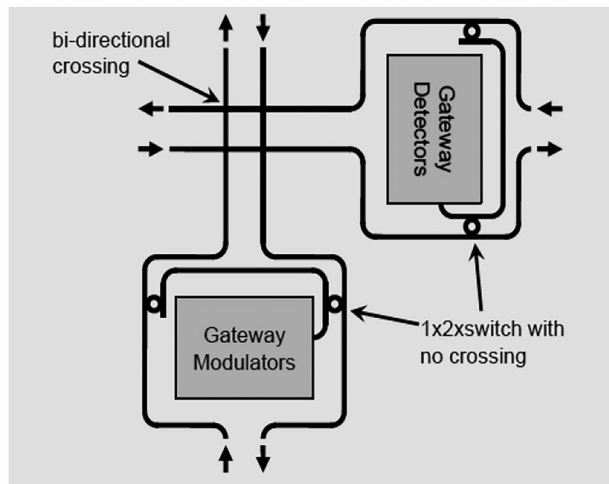 bi-directional
crossing
Gateway
Detectors
Gateway
Modulators
1x2xswitch with
no crossing